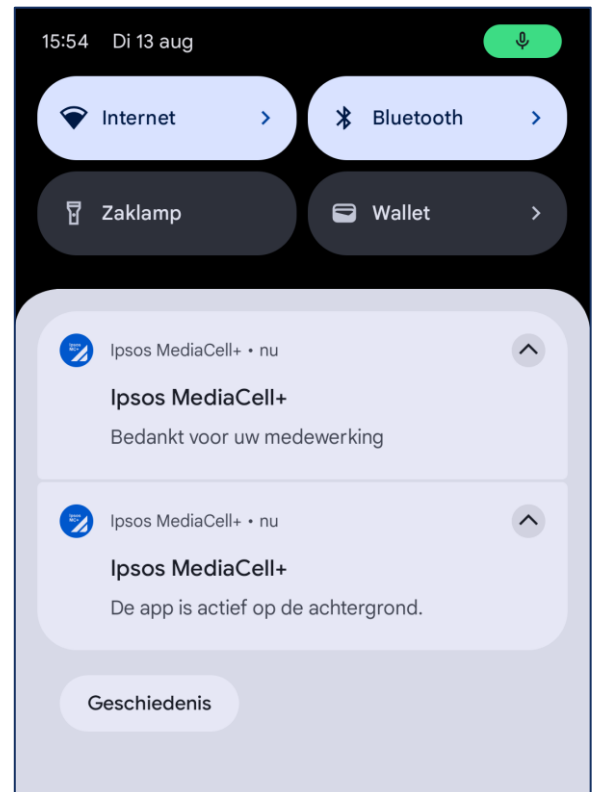 15:54 Di 13 aug
Internet
Bluetooth
Zaklamp
Wallet
Ipsos MediaCell+ • nu
Ipsos MediaCell+
Bedankt voor uw medewerking
Ipsos MediaCell+ • nu
Ipsos MediaCell+
De app is actief op de achtergrond.
Geschiedenis